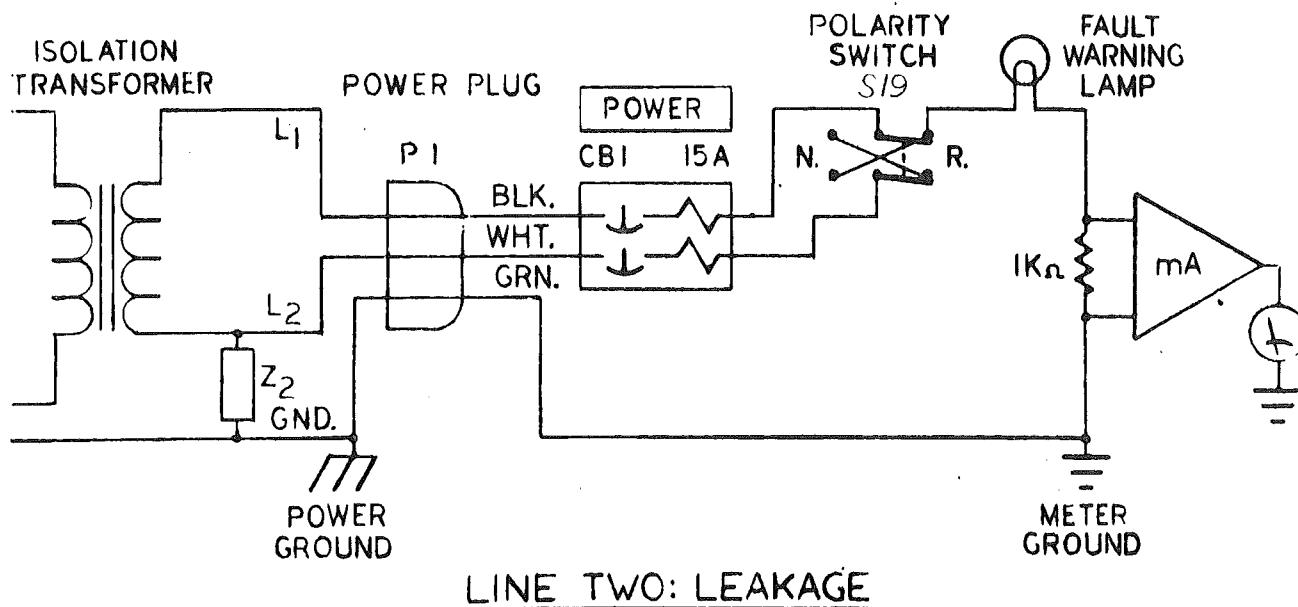 ISOLATION
TRANSFORMER
POWER PLUG
POLARITY
SWITCH
S19
FAULT
WARNING
LAMP
L1
P1
POWER
CB1 15A
N. R.
BLK.
WHT.
GRN.
L2
Z2
GND.
1KΩ
mA
POWER
GROUND
METER
GROUND
LINE TWO: LEAKAGE